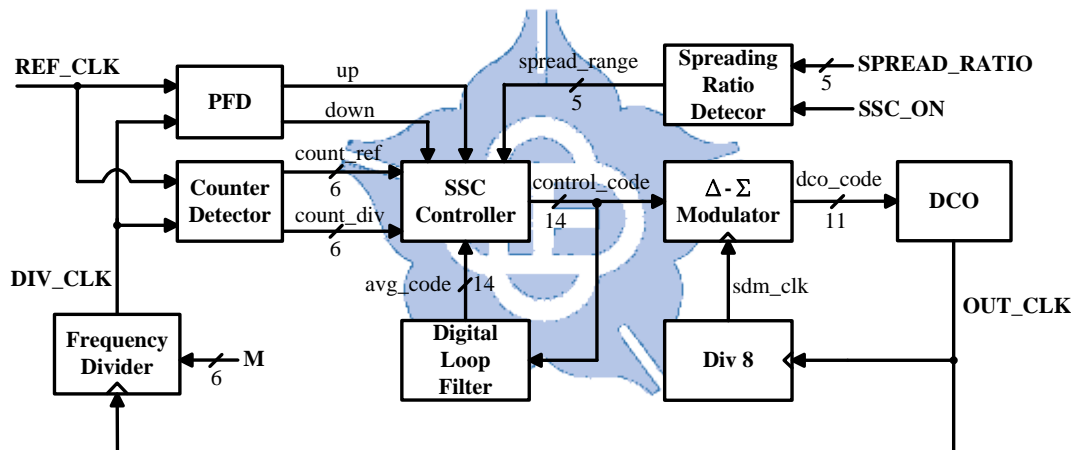 REF_CLK
PFD
up
down
spread_range
5
Spreading
Ratio
Detecor
5
SPREAD_RATIO
SSC_ON
Counter
Detector
count_ref
6
count_div
6
SSC
Controller
control_code
14
Δ - Σ
Modulator
dco_code
11
DCO
DIV_CLK
avg_code
14
sdm_clk
OUT_CLK
Frequency
Divider
6
M
Digital
Loop
Filter
Div 8